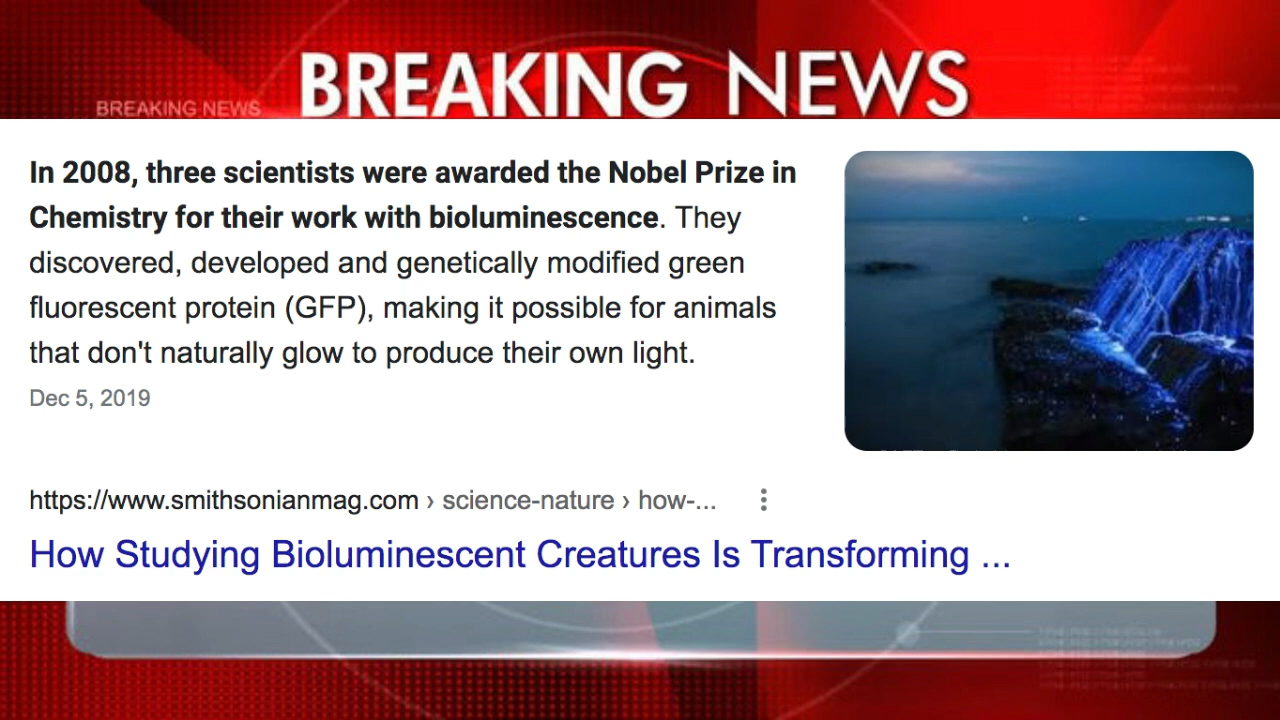 BREAKING NEWS
BREAKING NEWS
In 2008, three scientists were awarded the Nobel Prize in
Chemistry for their work with bioluminescence. They
discovered, developed and genetically modified green
fluorescent protein (GFP), making it possible for animals
that don't naturally glow to produce their own light.
Dec 5, 2019
https://www.smithsonianmag.com › science-nature › how-...
How Studying Bioluminescent Creatures Is Transforming ...